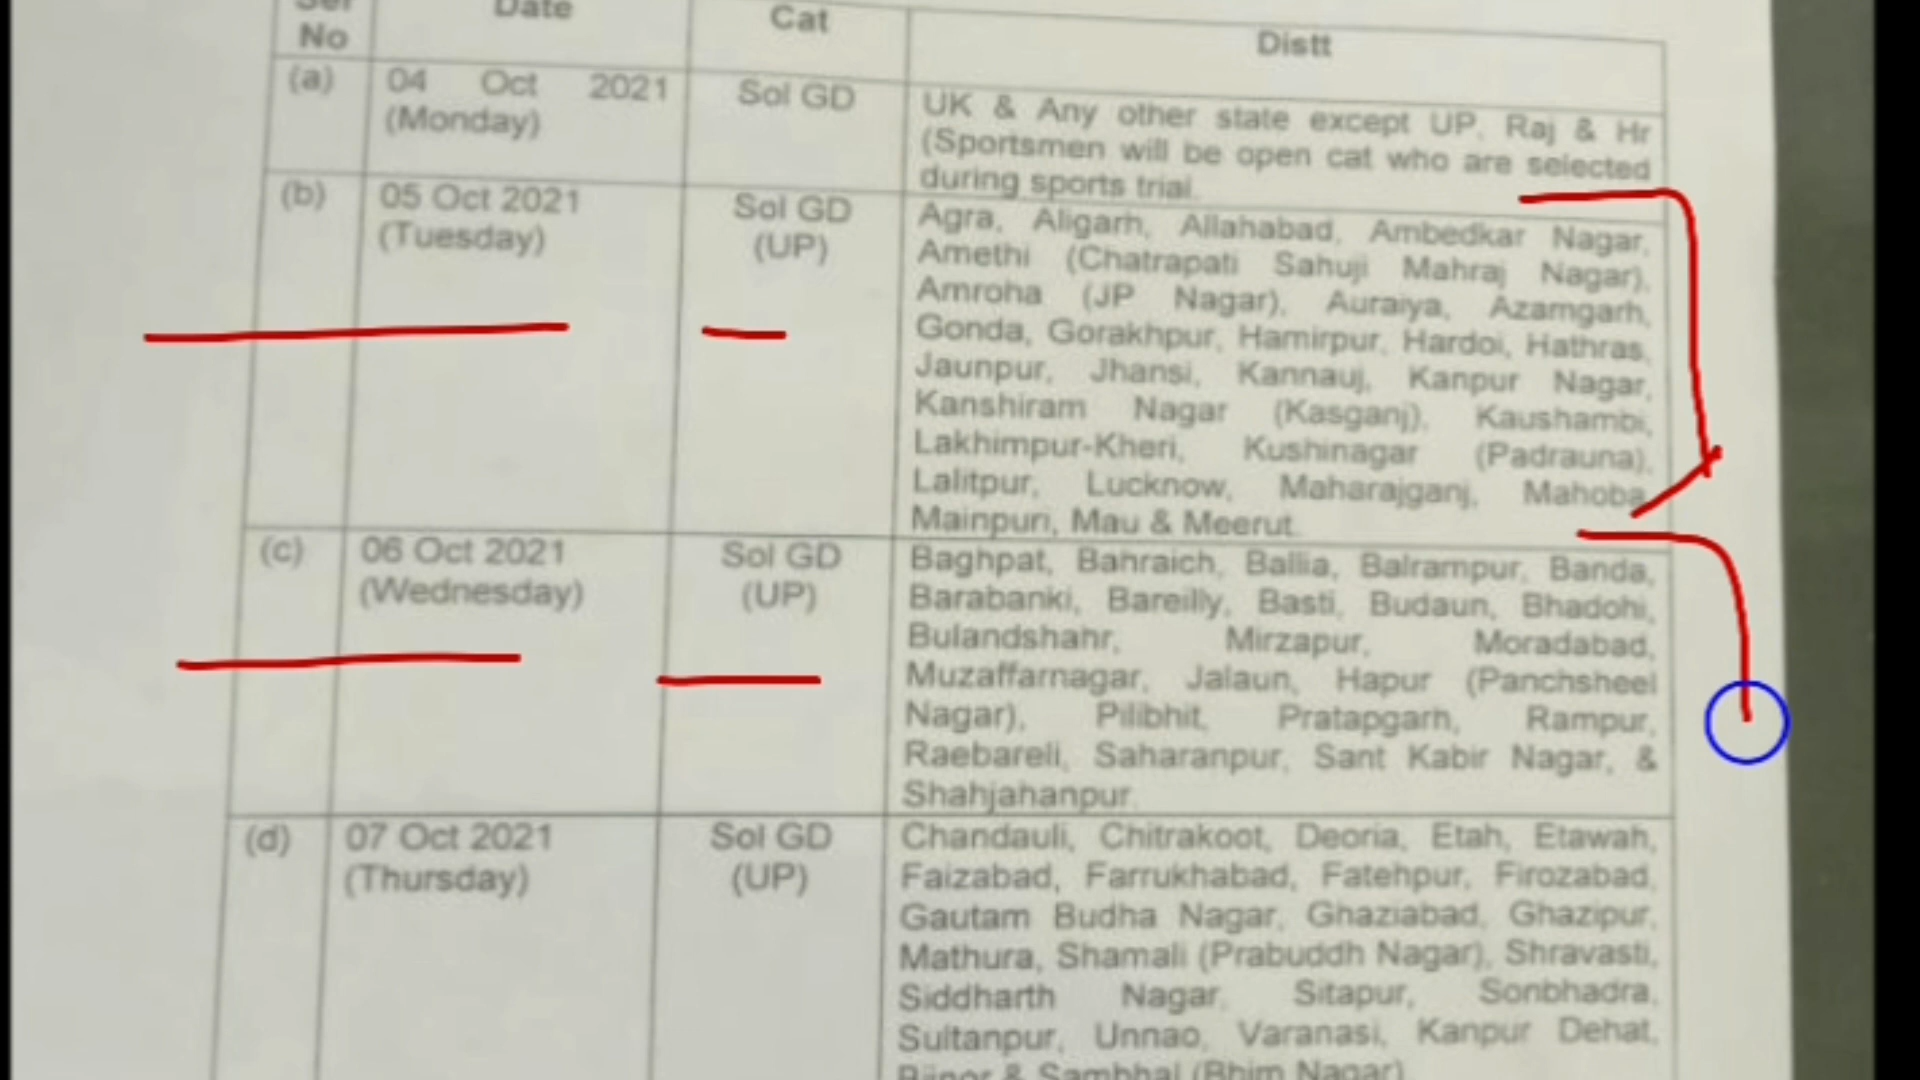 Ser No Date Cat Distt
(a) 04 Oct 2021 (Monday) Sol GD UK & Any other state except UP, Raj & Hr
(Sportsmen will be open cat who are selected
during sports trial.
(b) 05 Oct 2021 (Tuesday) Sol GD (UP) Agra, Aligarh, Allahabad, Ambedkar Nagar,
Amethi (Chatrapati Sahuji Mahraj Nagar),
Amroha (JP Nagar), Auraiya, Azamgarh,
Gonda, Gorakhpur, Hamirpur, Hardoi, Hathras,
Jaunpur, Jhansi, Kannauj, Kanpur Nagar,
Kanshiram Nagar (Kasganj), Kaushambi,
Lakhimpur-Kheri, Kushinagar (Padrauna),
Lalitpur, Lucknow, Maharajganj, Mahoba,
Mainpuri, Mau & Meerut.
(c) 06 Oct 2021 (Wednesday) Sol GD (UP) Baghpat, Bahraich, Ballia, Balrampur, Banda,
Barabanki, Bareilly, Basti, Budaun, Bhadohi,
Bulandshahr, Mirzapur, Moradabad,
Muzaffarnagar, Jalaun, Hapur (Panchsheel
Nagar), Pilibhit, Pratapgarh, Rampur,
Raebareli, Saharanpur, Sant Kabir Nagar, &
Shahjahanpur.
(d) 07 Oct 2021 (Thursday) Sol GD (UP) Chandauli, Chitrakoot, Deoria, Etah, Etawah,
Faizabad, Farrukhabad, Fatehpur, Firozabad,
Gautam Budha Nagar, Ghaziabad, Ghazipur,
Mathura, Shamali (Prabuddh Nagar), Shravasti,
Siddharth Nagar, Sitapur, Sonbhadra,
Sultanpur, Unnao, Varanasi, Kanpur Dehat,
Bijnor & Sambhal (Bhim Nagar).